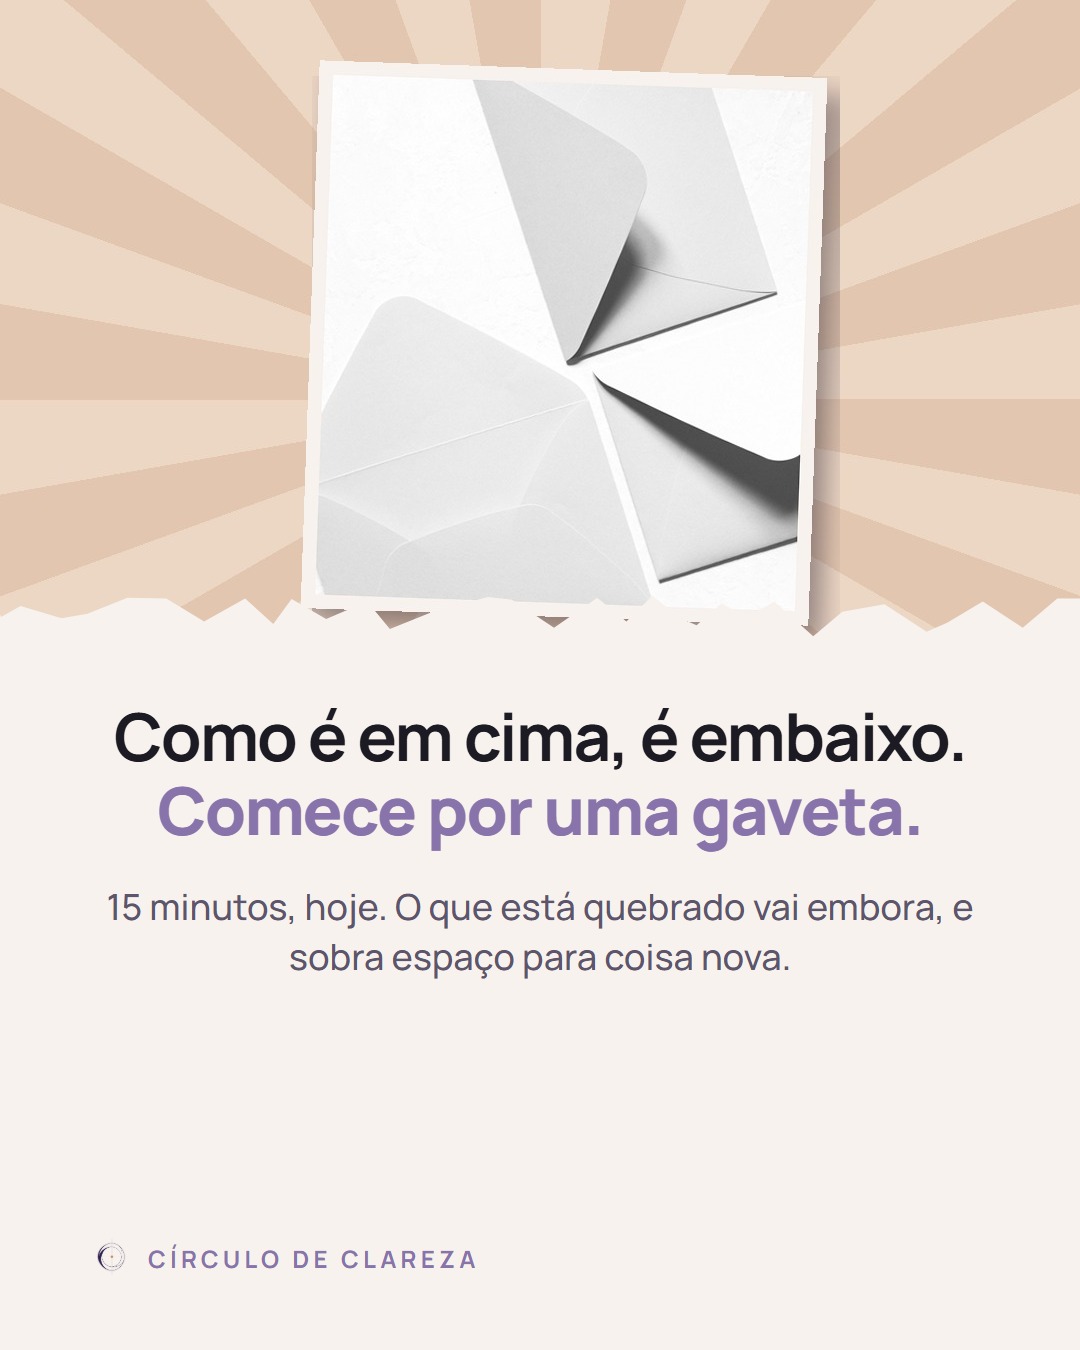 Como é em cima, é embaixo.
Comece por uma gaveta.
15 minutos, hoje. O que está quebrado vai embora, e
sobra espaço para coisa nova.
CÍRCULO DE CLAREZA